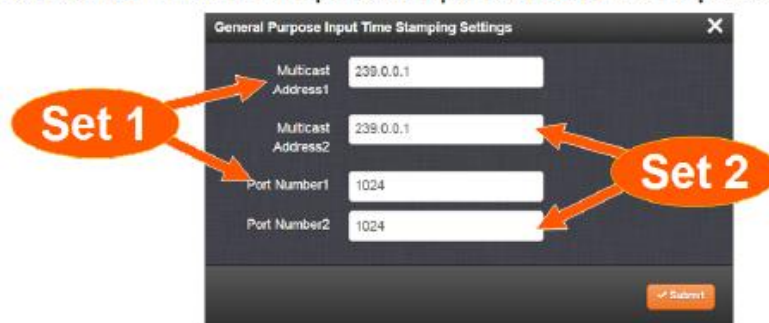 General Purpose Input Time Stamping Settings
Multicast Address1
239.0.0.1
Multicast Address2
239.0.0.1
Port Number1
1024
Port Number2
1024
Submit
Set 1
Set 2